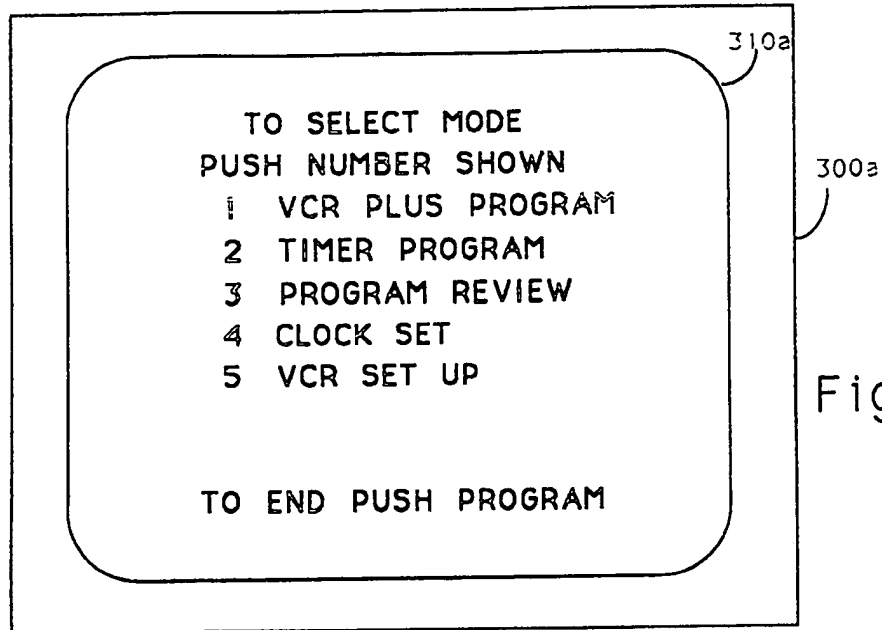 310a
TO SELECT MODE
PUSH NUMBER SHOWN
300a
1 VCR PLUS PROGRAM
2 TIMER PROGRAM
3 PROGRAM REVIEW
4 CLOCK SET
5 VCR SET UP
Fig
TO END PUSH PROGRAM